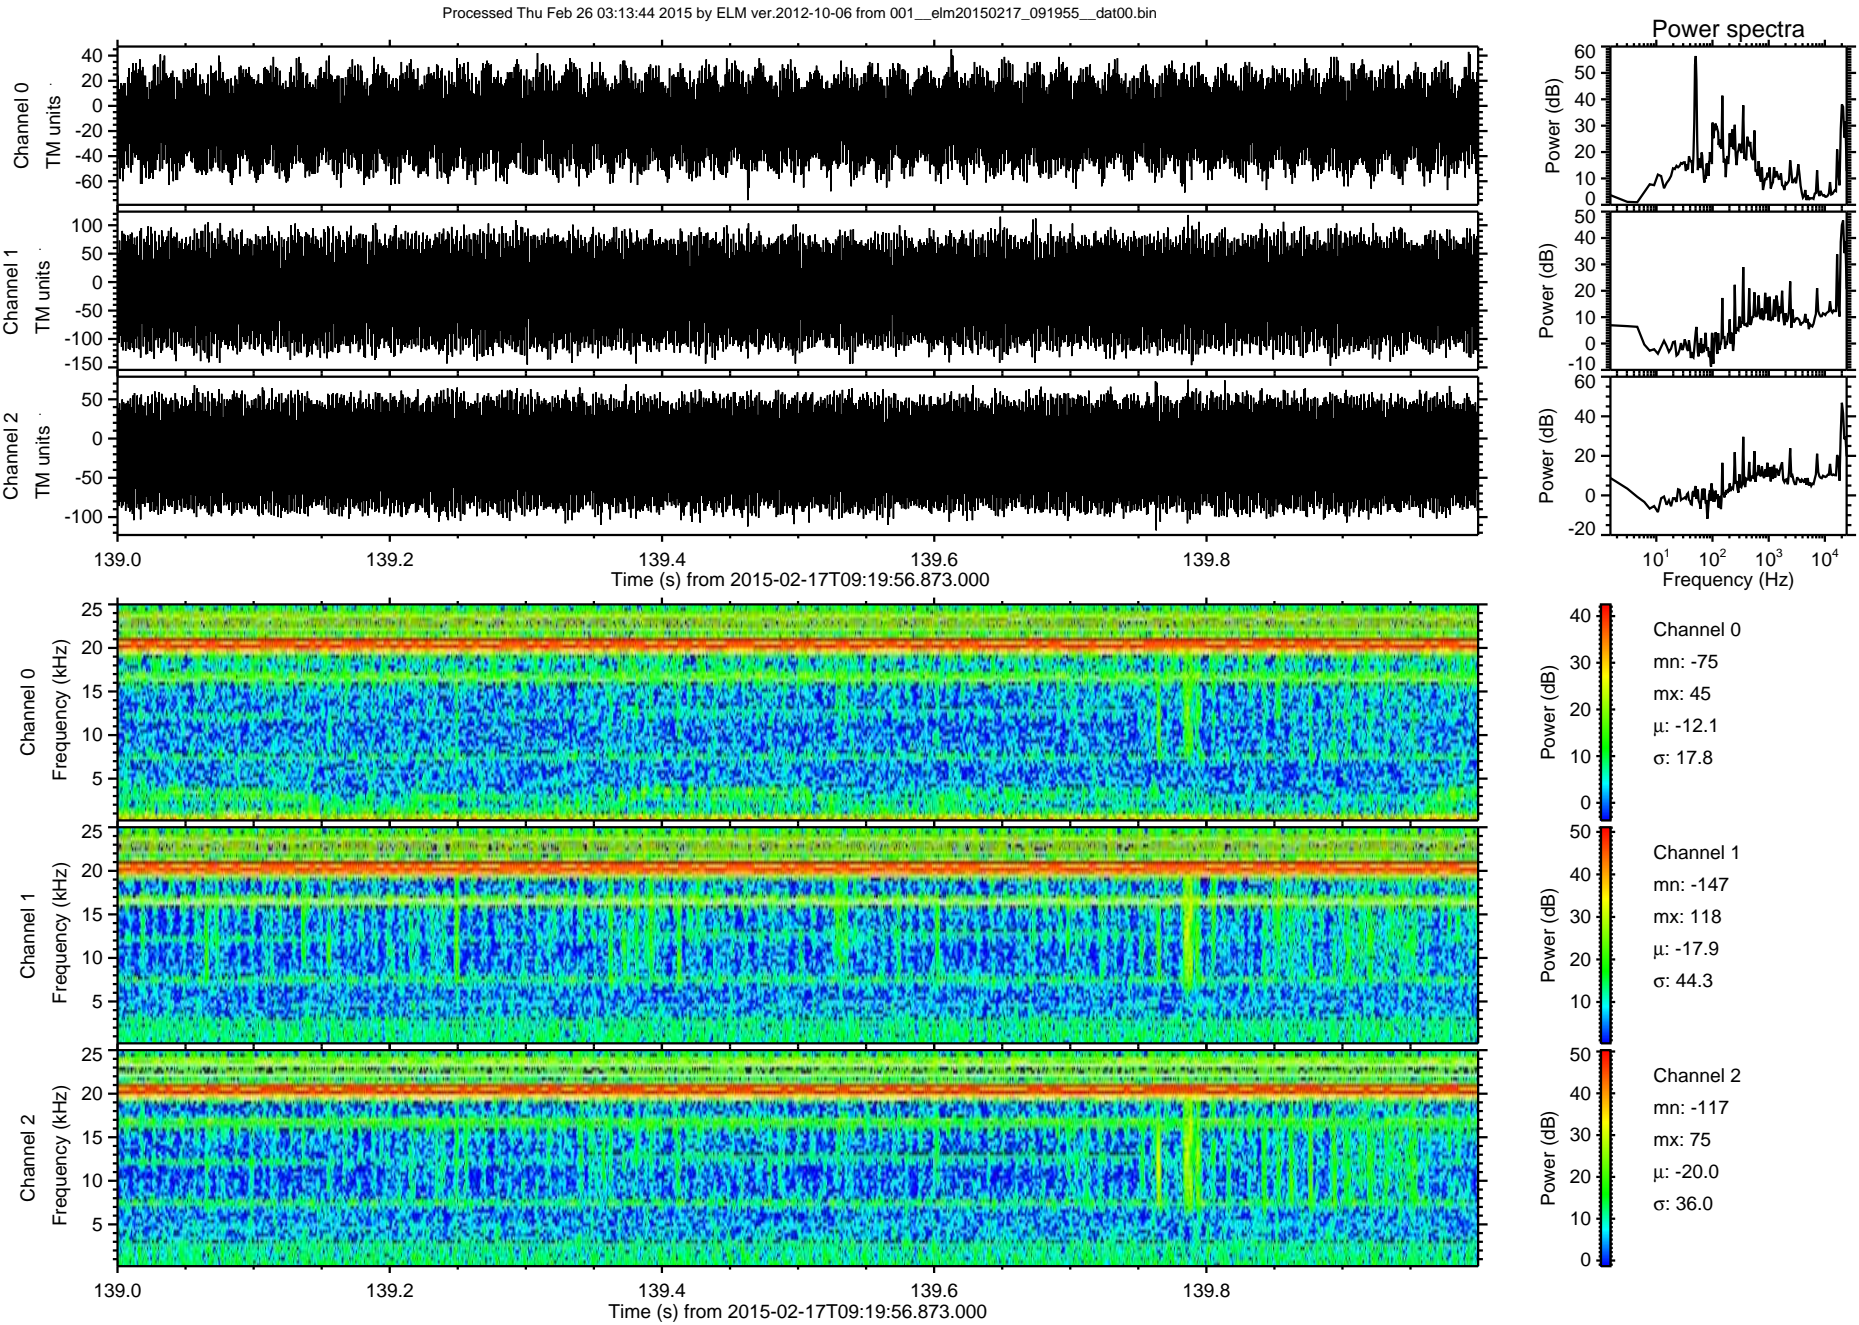 Processed Thu Feb 26 03:13:44 2015 by ELM ver.2012-10-06 from 001__elm20150217_091955__dat00.bin
Power spectra
Channel 0
TM units
40
20
0
-20
-40
-60
Power (dB)
60
50
40
30
20
10
0
Channel 1
TM units
100
50
0
-50
-100
-150
Power (dB)
50
40
30
20
10
0
-10
Channel 2
TM units
50
0
-50
-100
Power (dB)
60
40
20
0
-20
139.0 139.2 139.4 139.6 139.8
Time (s) from 2015-02-17T09:19:56.873.000
10¹ 10² 10³ 10⁴
Frequency (Hz)
Channel 0
Frequency (kHz)
25
20
15
10
5
Power (dB)
40
30
20
10
0
Channel 0
mn: -75
mx: 45
μ: -12.1
σ: 17.8
Channel 1
Frequency (kHz)
25
20
15
10
5
Power (dB)
50
40
30
20
10
Channel 1
mn: -147
mx: 118
μ: -17.9
σ: 44.3
Channel 2
Frequency (kHz)
25
20
15
10
5
Power (dB)
50
40
30
20
10
0
Channel 2
mn: -117
mx: 75
μ: -20.0
σ: 36.0
139.0 139.2 139.4 139.6 139.8
Time (s) from 2015-02-17T09:19:56.873.000